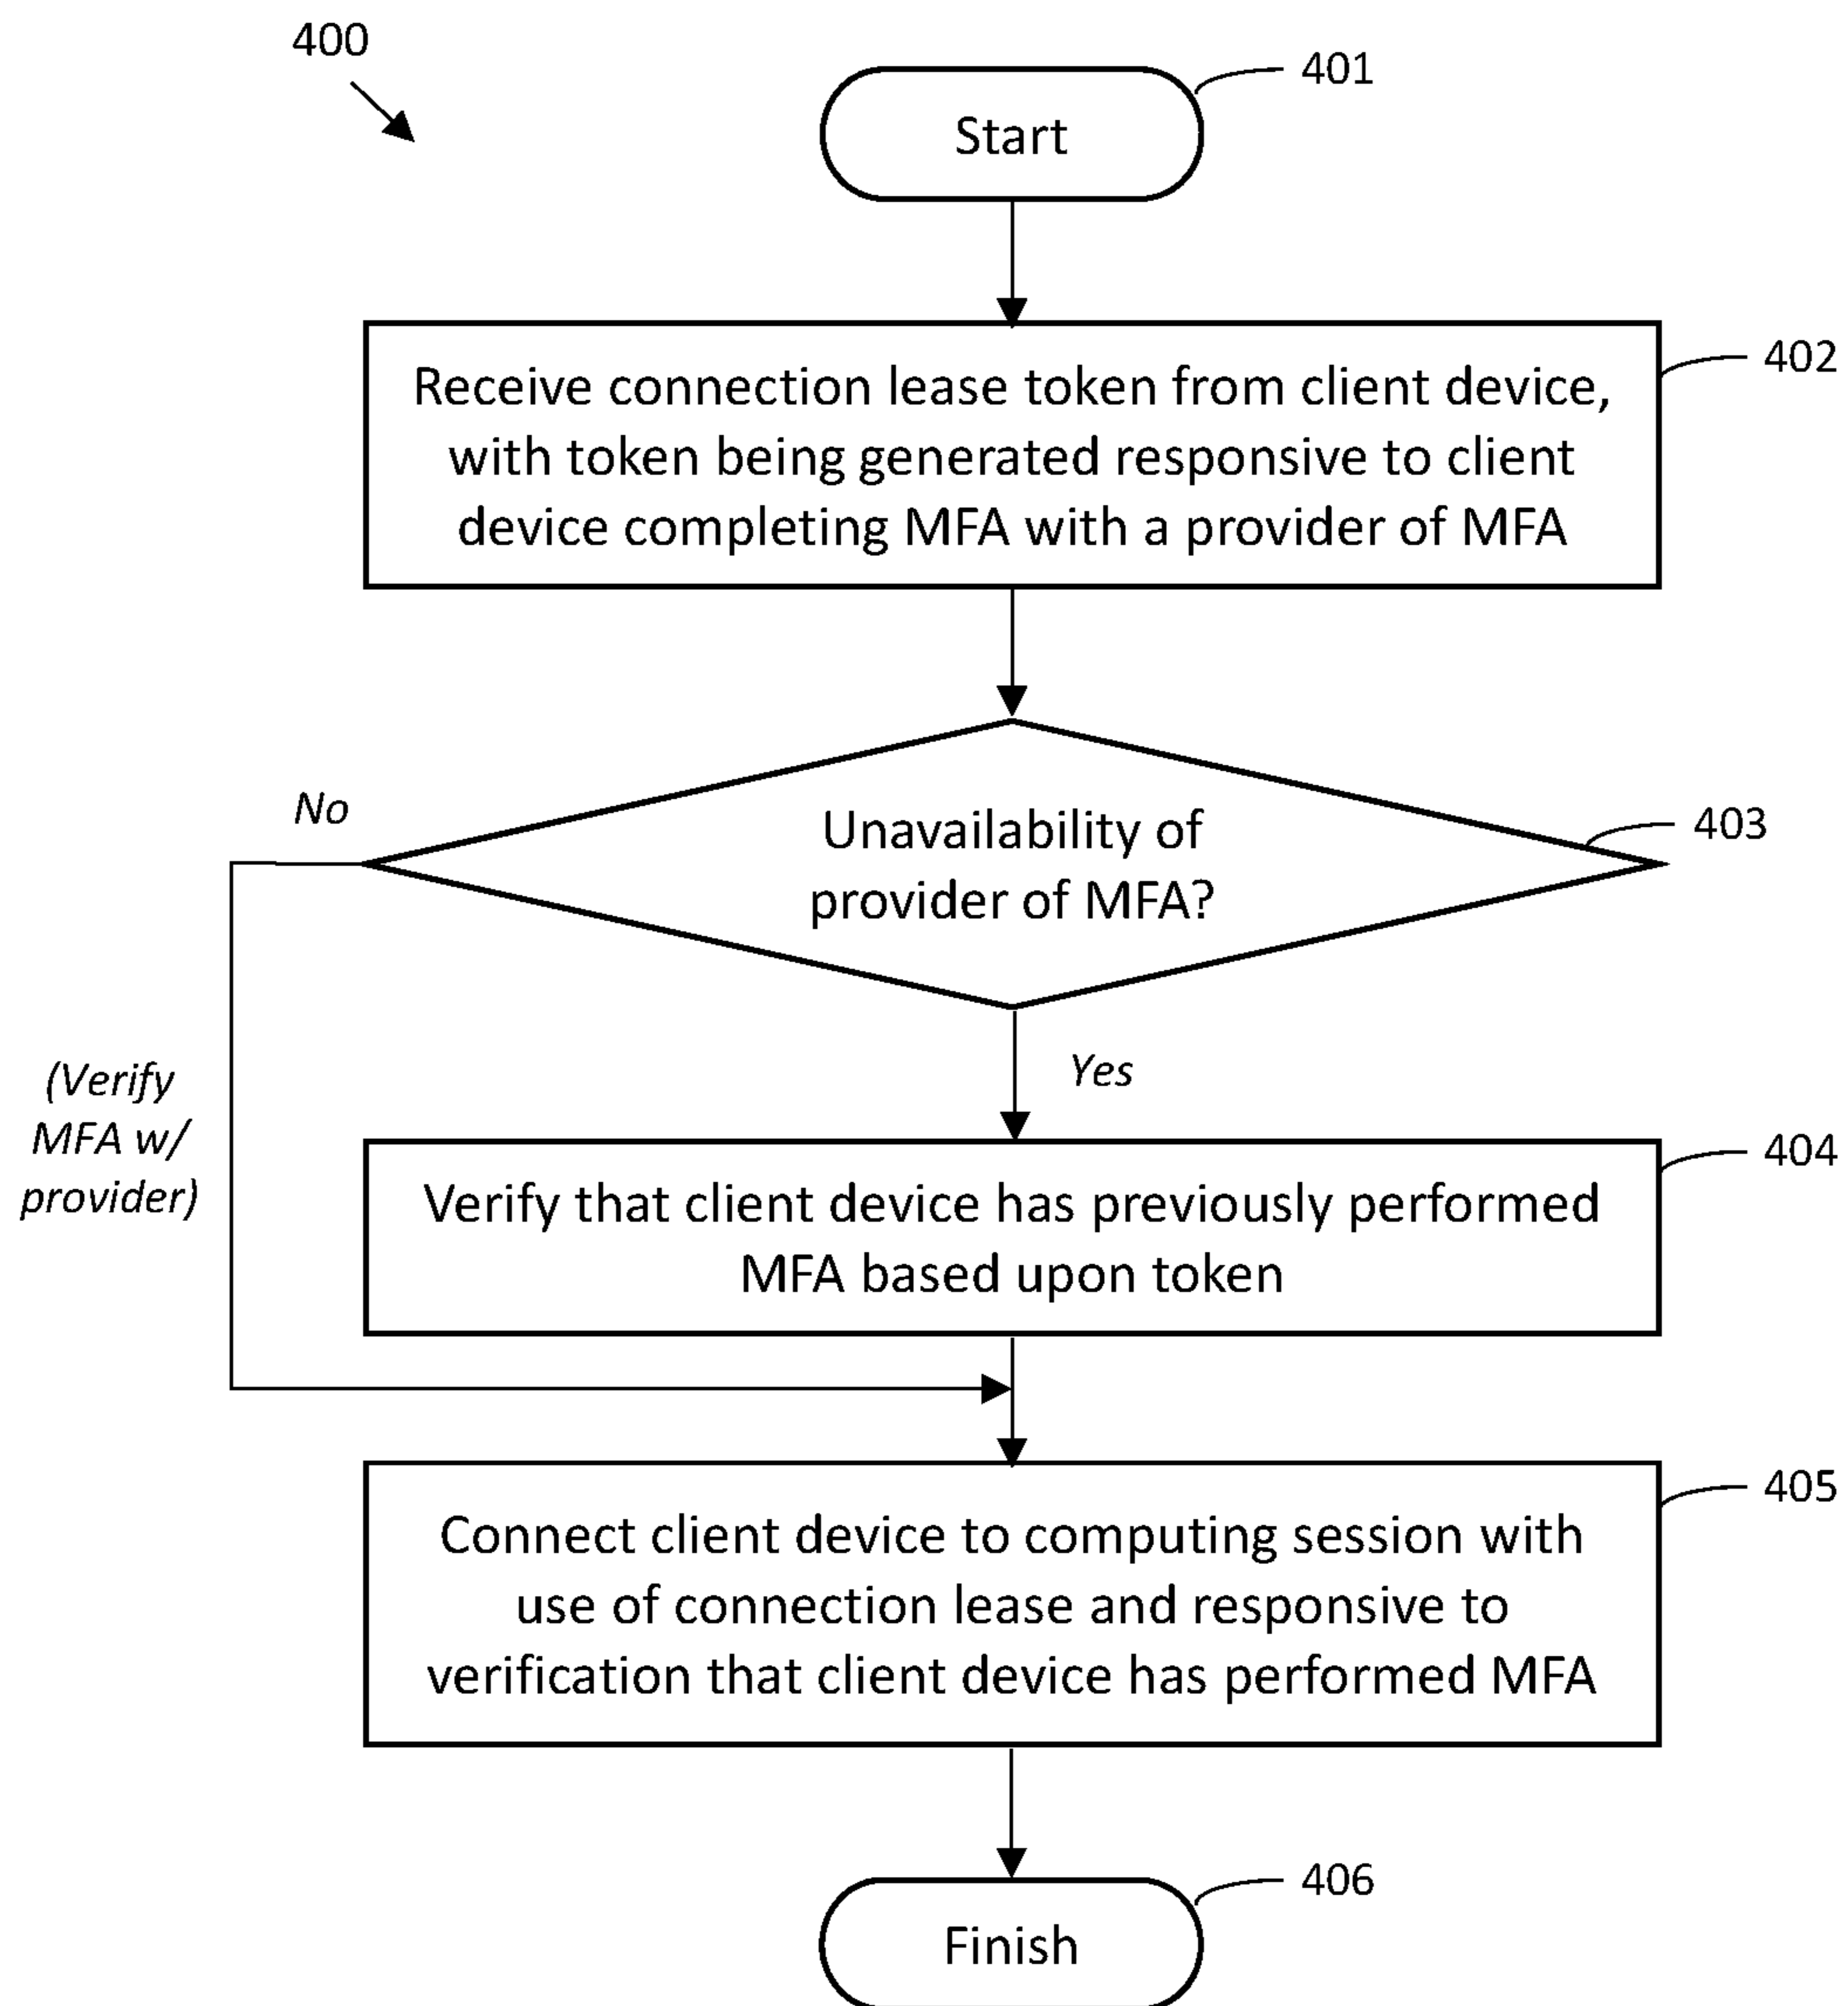 400
401
Start
402
Receive connection lease token from client device,
with token being generated responsive to client
device completing MFA with a provider of MFA
403
No
Unavailability of
provider of MFA?
Yes
(Verify
MFA w/
provider)
404
Verify that client device has previously performed
MFA based upon token
405
Connect client device to computing session with
use of connection lease and responsive to
verification that client device has performed MFA
406
Finish